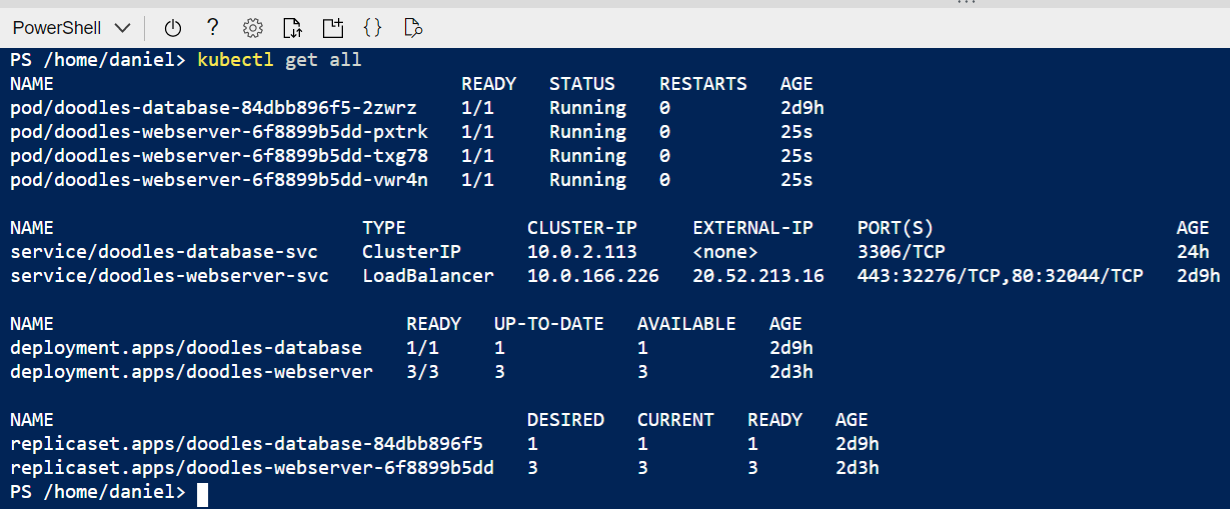 PowerShell
PS /home/daniel> kubectl get all
NAME READY STATUS RESTARTS AGE
pod/doodles-database-84dbb896f5-2zwrz 1/1 Running 0 2d9h
pod/doodles-webserver-6f8899b5dd-pxtrk 1/1 Running 0 25s
pod/doodles-webserver-6f8899b5dd-txg78 1/1 Running 0 25s
pod/doodles-webserver-6f8899b5dd-vwr4n 1/1 Running 0 25s
NAME TYPE CLUSTER-IP EXTERNAL-IP PORT(S) AGE
service/doodles-database-svc ClusterIP 10.0.2.113 <none> 3306/TCP 24h
service/doodles-webserver-svc LoadBalancer 10.0.166.226 20.52.213.16 443:32276/TCP,80:32044/TCP 2d9h
NAME READY UP-TO-DATE AVAILABLE AGE
deployment.apps/doodles-database 1/1 1 1 2d9h
deployment.apps/doodles-webserver 3/3 3 3 2d3h
NAME DESIRED CURRENT READY AGE
replicaset.apps/doodles-database-84dbb896f5 1 1 1 2d9h
replicaset.apps/doodles-webserver-6f8899b5dd 3 3 3 2d3h
PS /home/daniel>